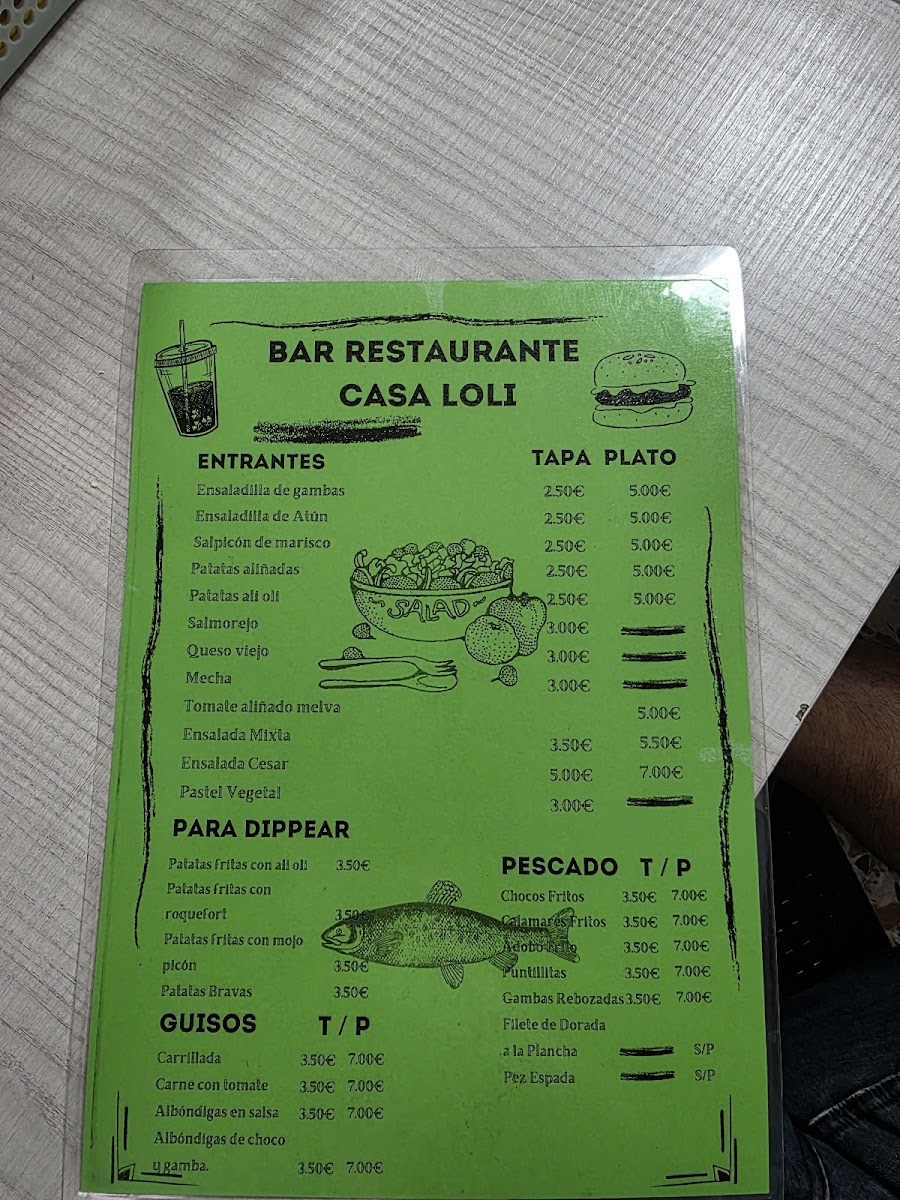 BAR RESTAURANTE
CASA LOLI
ENTRANTES TAPA PLATO
Ensaladilla de gambas 2.50€ 5.00€
Ensaladilla de Atún 2.50€ 5.00€
Salpicón de marisco 2.50€ 5.00€
Patatas aliñadas 2.50€ 5.00€
Patatas ali oli 2.50€ 5.00€
Salmorejo 3.00€
Queso viejo 3.00€
Mecha 3.00€
Tomate aliñado melva 5.00€
Ensalada Mixta 3.50€ 5.50€
Ensalada Cesar 5.00€ 7.00€
Pastel Vegetal 3.00€
SALAD
PARA DIPPEAR
Patatas fritas con ali oli 3.50€
Patatas fritas con
roquefort 3.50€
Patatas fritas con mojo
picón 3.50€
Patatas Bravas 3.50€
GUISOS T / P
Carrillada 3.50€ 7.00€
Carne con tomate 3.50€ 7.00€
Albóndigas en salsa 3.50€ 7.00€
Albóndigas de choco
y gamba. 3.50€ 7.00€
PESCADO T / P
Chocos Fritos 3.50€ 7.00€
Calamares Fritos 3.50€ 7.00€
Adobo Frito 3.50€ 7.00€
Puntillitas 3.50€ 7.00€
Gambas Rebozadas 3.50€ 7.00€
Filete de Dorada
a la Plancha S/P
Pez Espada S/P